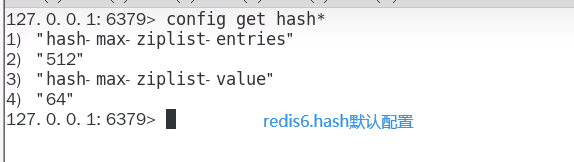 127.0.0.1:6379> config get hash*
1) "hash-max-ziplist-entries"
2) "512"
3) "hash-max-ziplist-value"
4) "64"
127.0.0.1:6379>
redis6.hash默认配置